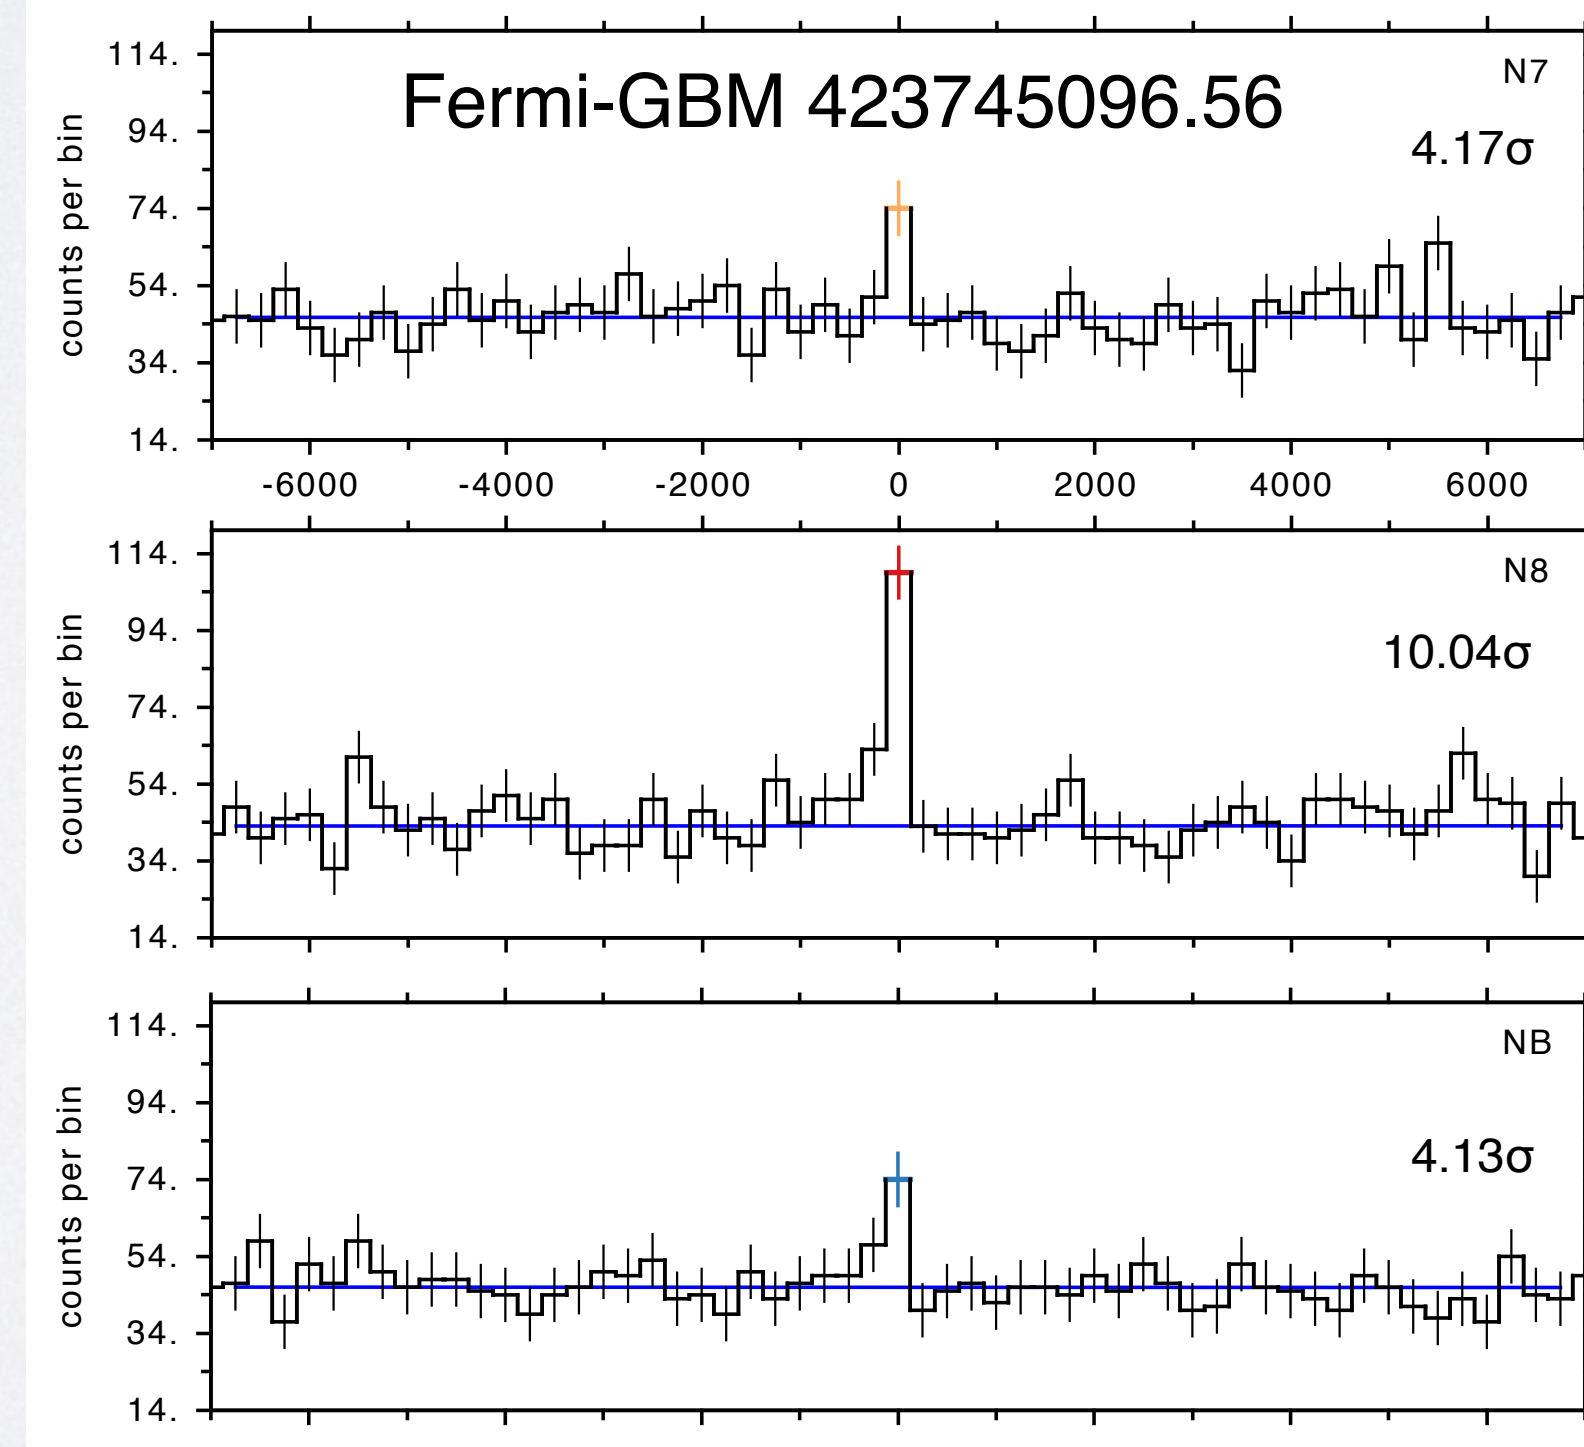 114.
N7
Fermi-GBM 423745096.56
94.
4.17σ
counts per bin
74.
54.
34.
14.
-6000 -4000 -2000 0 2000 4000 6000
114.
N8
94.
10.04σ
counts per bin
74.
54.
34.
14.
114.
NB
94.
4.13σ
counts per bin
74.
54.
34.
14.